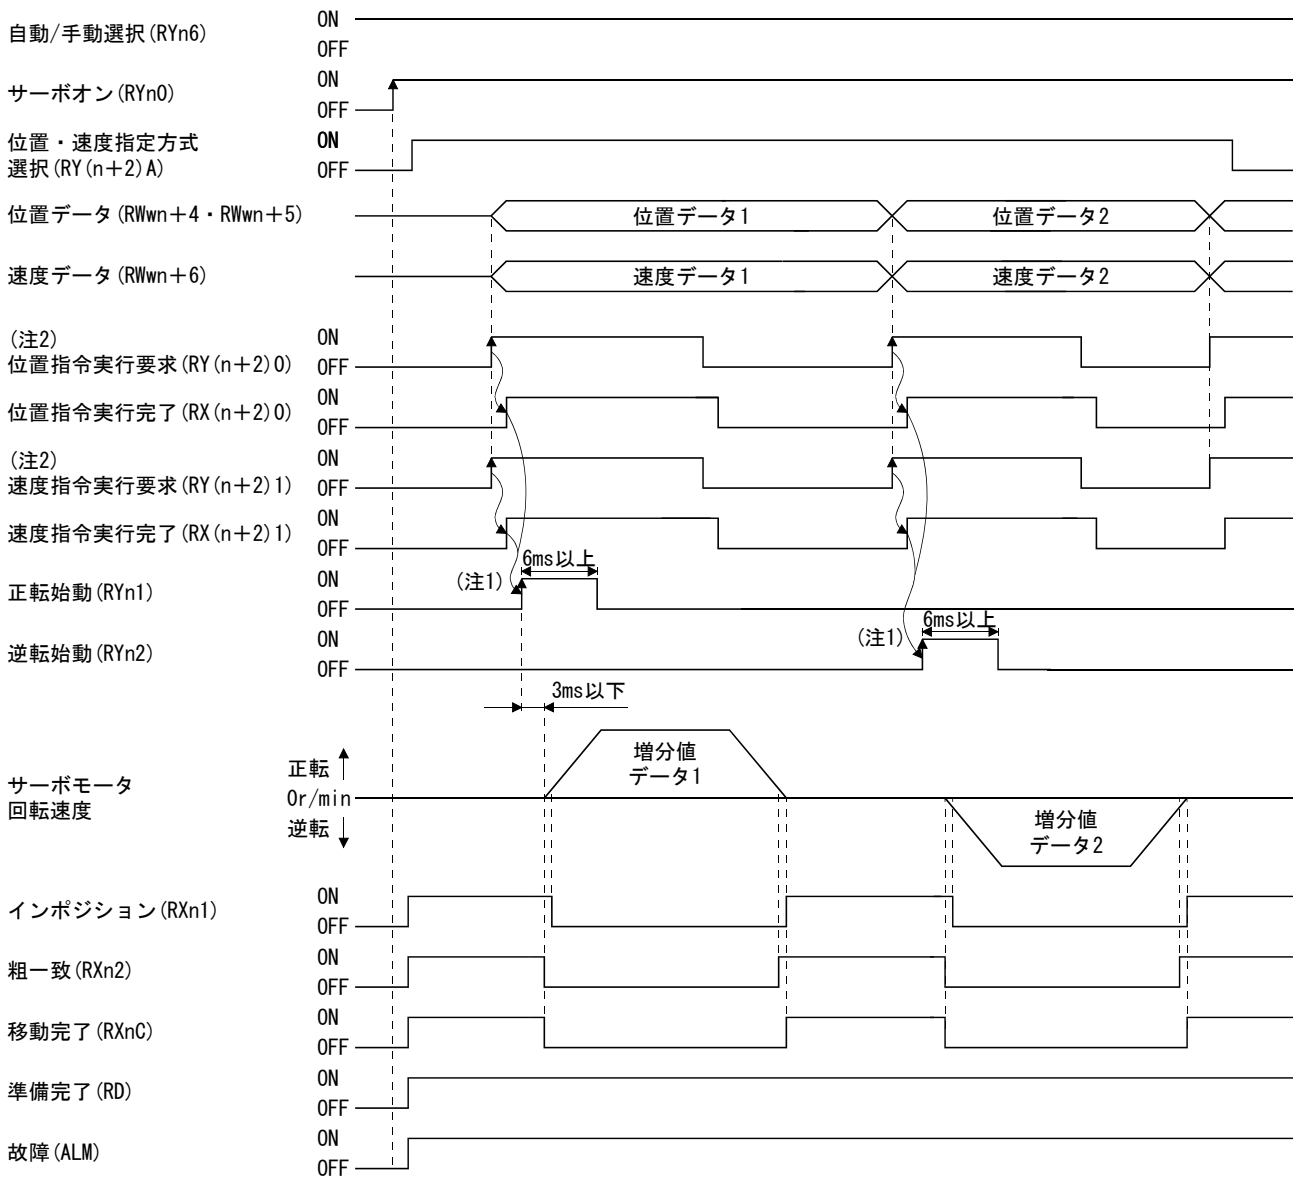 自動/手動選択(RYn6)
ON
OFF
サーボオン(RYn0)
ON
OFF
位置・速度指定方式
選択(RY(n+2)A)
ON
OFF
位置データ(RWwn+4・RWwn+5)
位置データ1
位置データ2
速度データ(RWwn+6)
速度データ1
速度データ2
(注2)
位置指令実行要求(RY(n+2)0)
ON
OFF
位置指令実行完了(RX(n+2)0)
ON
OFF
(注2)
速度指令実行要求(RY(n+2)1)
ON
OFF
速度指令実行完了(RX(n+2)1)
ON
OFF
正転始動(RYn1)
ON
OFF
(注1)
6ms以上
逆転始動(RYn2)
ON
OFF
(注1)
6ms以上
3ms以下
サーボモータ
回転速度
正転
0r/min
逆転
増分値
データ1
増分値
データ2
インポジション(RXn1)
ON
OFF
粗一致(RXn2)
ON
OFF
移動完了(RXnC)
ON
OFF
準備完了(RD)
ON
OFF
故障(ALM)
ON
OFF